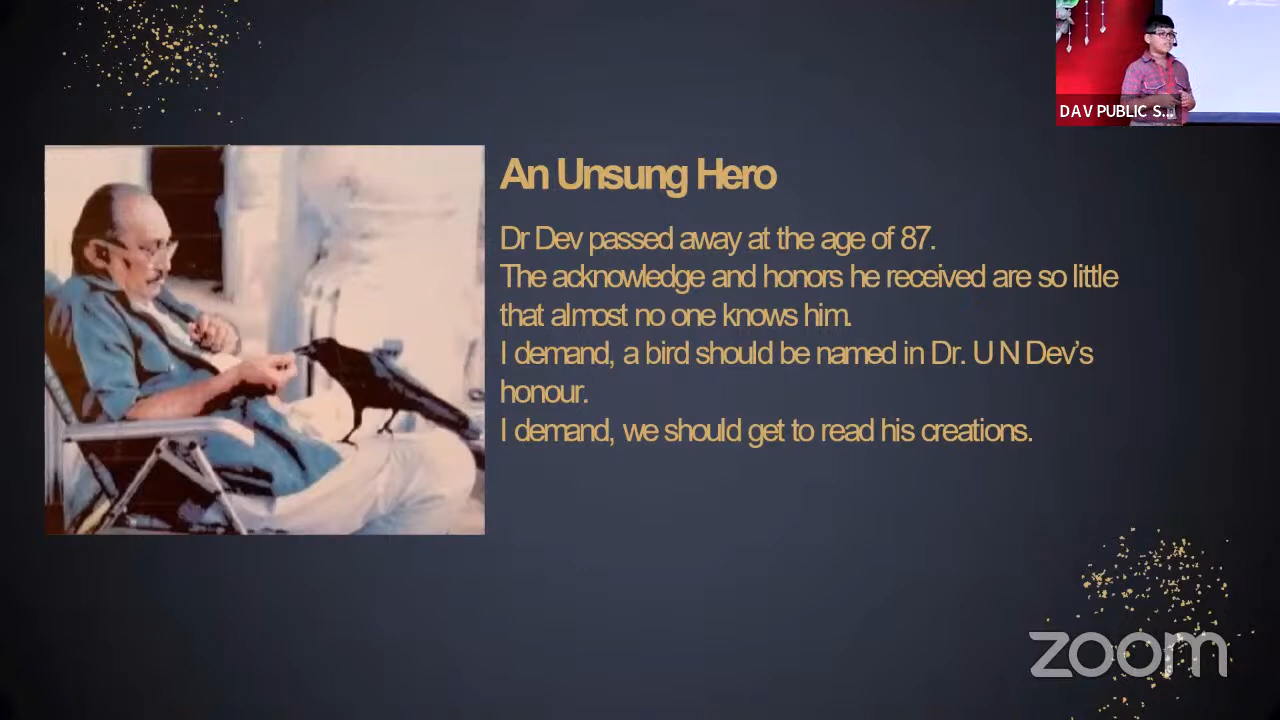 DAV PUBLIC S...
An Unsung Hero
Dr Dev passed away at the age of 87.
The acknowledge and honors he received are so little
that almost no one knows him.
I demand, a bird should be named in Dr. U N Dev's
honour.
I demand, we should get to read his creations.
zoom